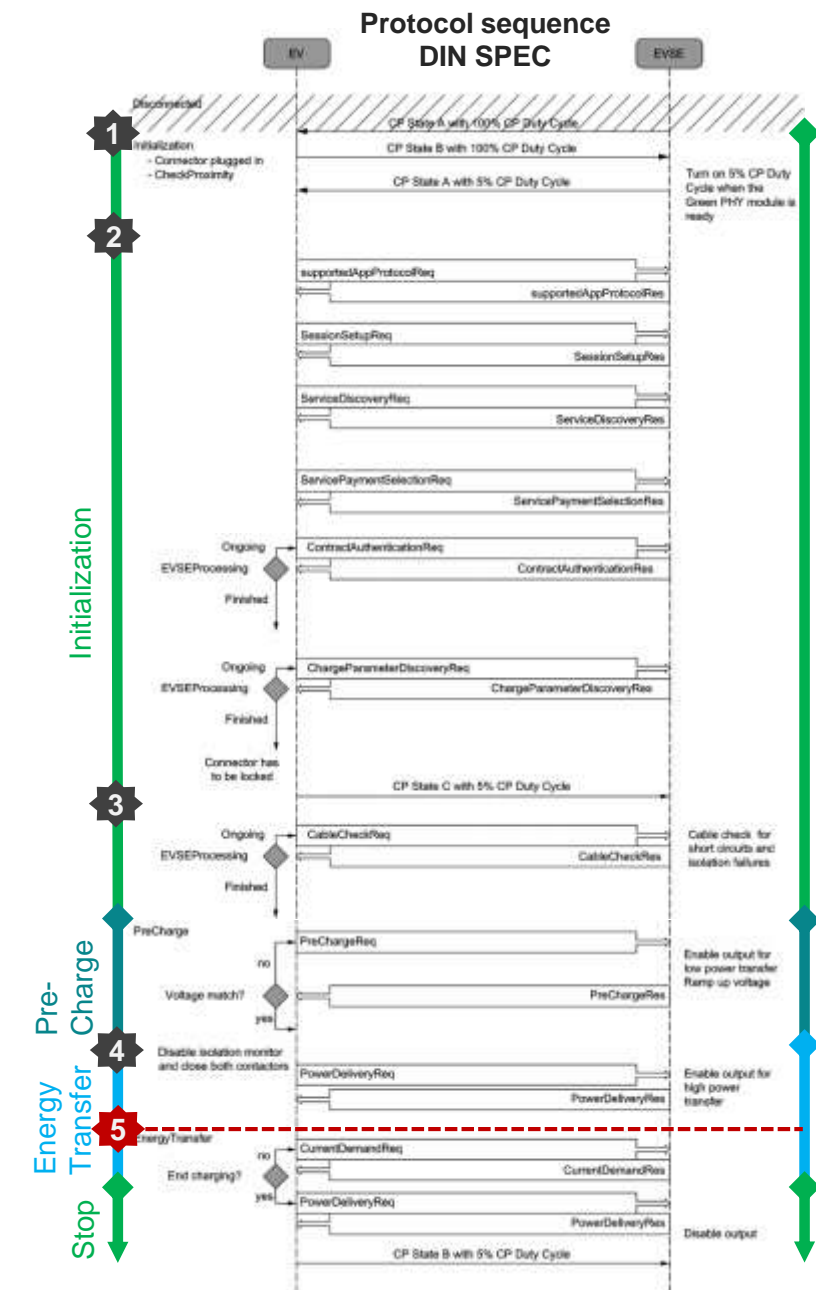 Protocol sequence
DIN SPEC
EV
EVSE
Disconnected
CP State A with 100% CP Duty Cycle
1
Initialization
- Connector plugged in
- CheckProximity
CP State B with 100% CP Duty Cycle
CP State A with 5% CP Duty Cycle
Turn on 5% CP Duty
Cycle when the
Green PHY module is
ready
2
supportedAppProtocolReq
supportedAppProtocolRes
SessionSetupReq
SessionSetupRes
ServiceDiscoveryReq
ServiceDiscoveryRes
ServicePaymentSelectionReq
ServicePaymentSelectionRes
Initialization
Ongoing
EVSEProcessing
Finished
ContractAuthenticationReq
ContractAuthenticationRes
Ongoing
EVSEProcessing
Finished
ChargeParameterDiscoveryReq
ChargeParameterDiscoveryRes
Connector has
to be locked
CP State C with 5% CP Duty Cycle
3
Ongoing
EVSEProcessing
Finished
CableCheckReq
CableCheckRes
Cable check for
short circuits and
isolation failures
Pre-
Charge
PreCharge
no
Voltage match?
yes
PreChargeReq
PreChargeRes
Enable output for
low power transfer
Ramp up voltage
4
Disable isolation monitor
and close both contactors
PowerDeliveryReq
PowerDeliveryRes
Enable output for
high power
transfer
Energy
Transfer
5
EnergyTransfer
no
End charging?
yes
CurrentDemandReq
CurrentDemandRes
PowerDeliveryReq
PowerDeliveryRes
Disable output
Stop
CP State B with 5% CP Duty Cycle